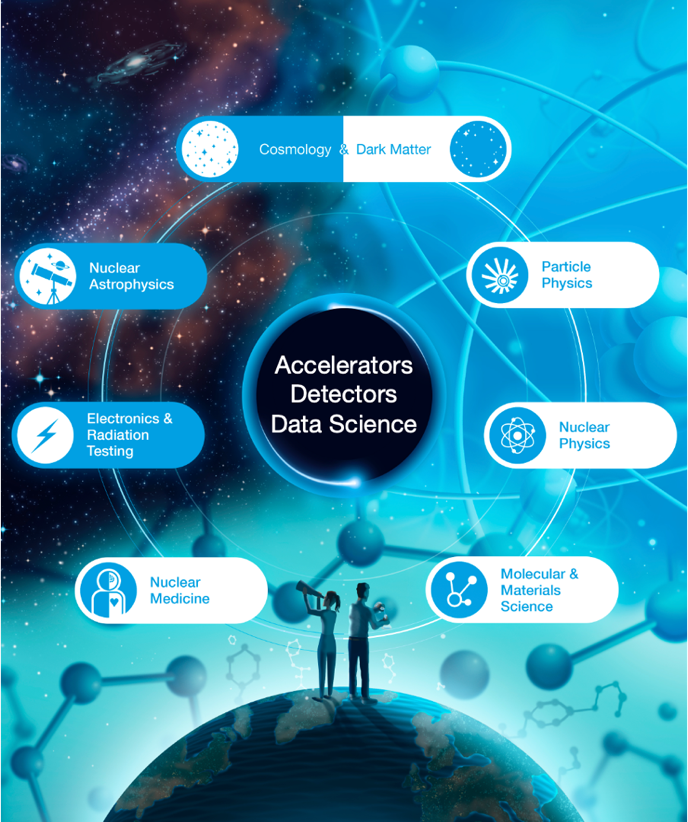 Cosmology & Dark Matter
Nuclear
Astrophysics
Particle
Physics
Accelerators
Detectors
Data Science
Electronics &
Radiation
Testing
Nuclear
Physics
Nuclear
Medicine
Molecular &
Materials
Science